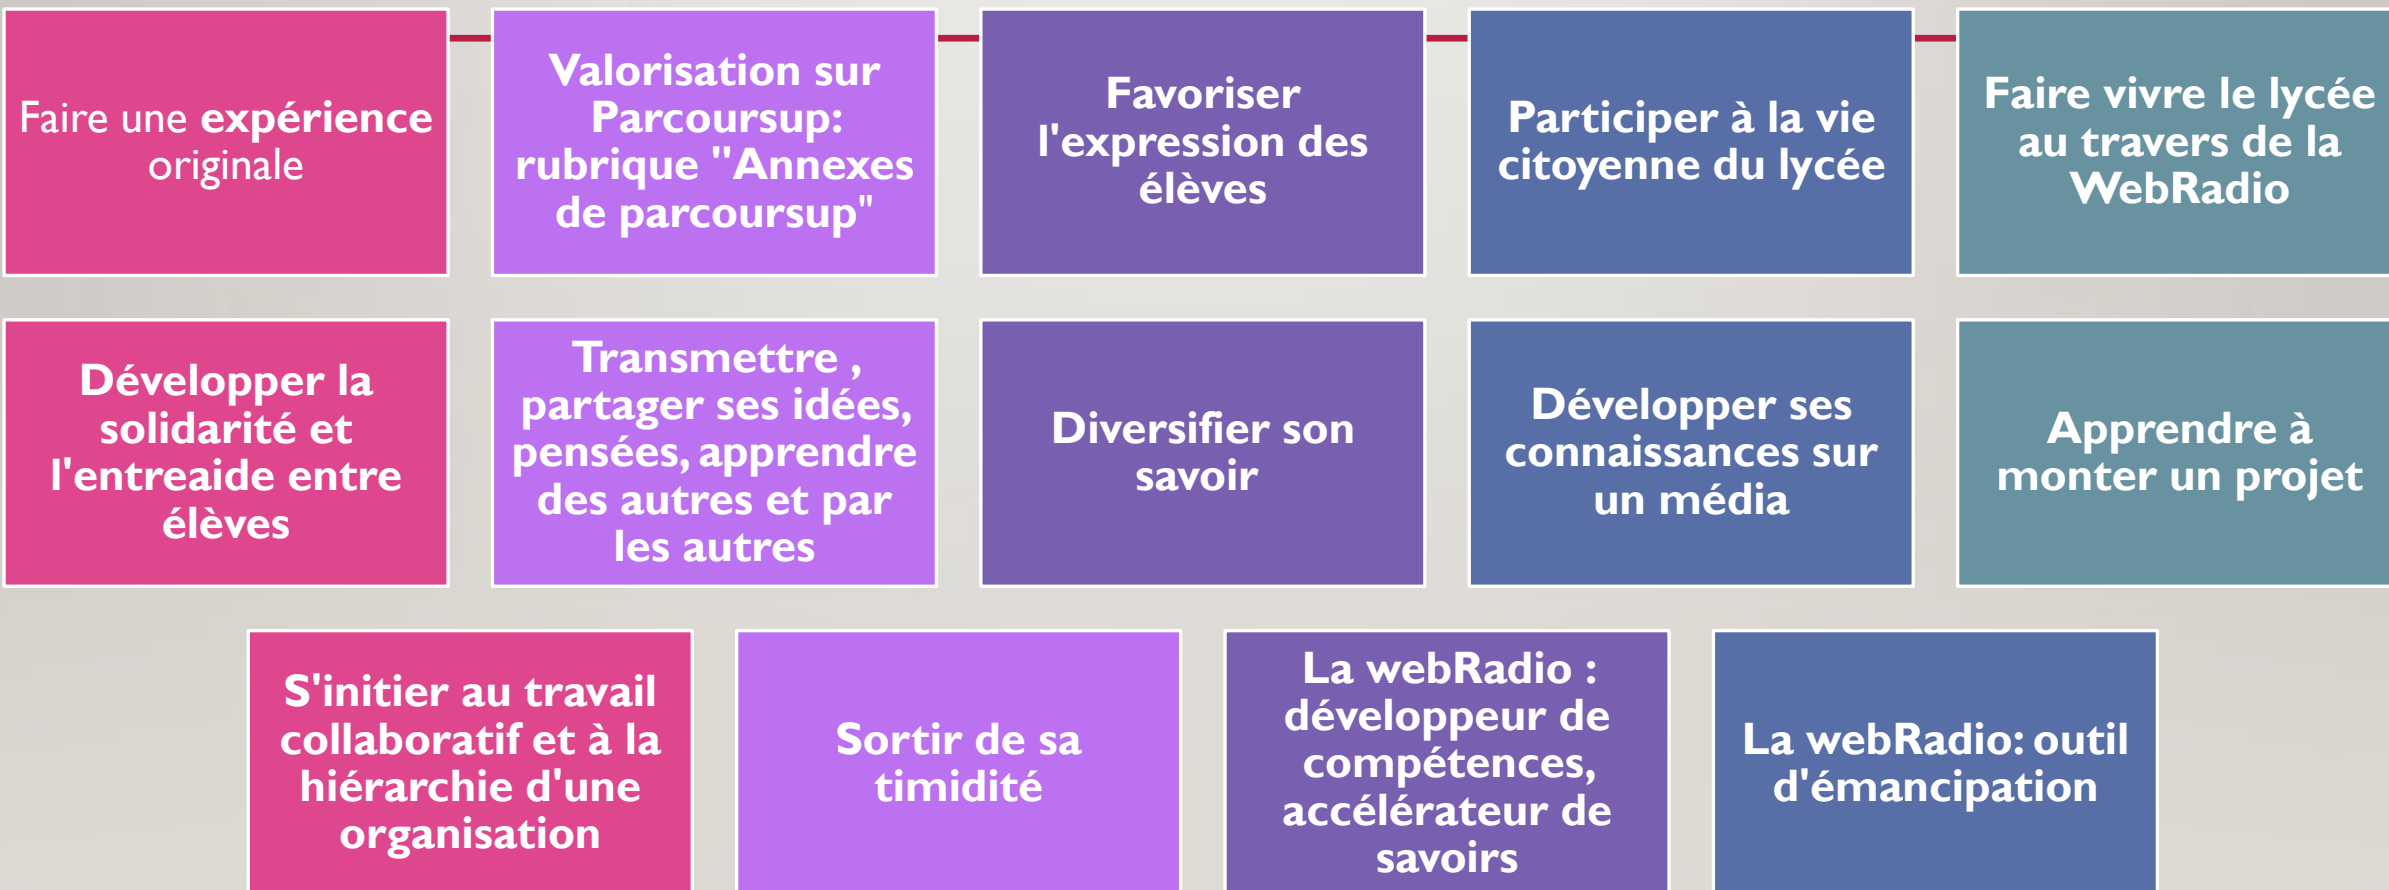 Faire une expérience
originale
Valorisation sur
Parcoursup:
rubrique "Annexes
de parcoursup"
Favoriser
l'expression des
élèves
Participer à la vie
citoyenne du lycée
Faire vivre le lycée
au travers de la
WebRadio
Développer la
solidarité et
l'entreaide entre
élèves
Transmettre ,
partager ses idées,
pensées, apprendre
des autres et par
les autres
Diversifier son
savoir
Développer ses
connaissances sur
un média
Apprendre à
monter un projet
S'initier au travail
collaboratif et à la
hiérarchie d'une
organisation
Sortir de sa
timidité
La webRadio :
développeur de
compétences,
accélérateur de
savoirs
La webRadio: outil
d'émancipation